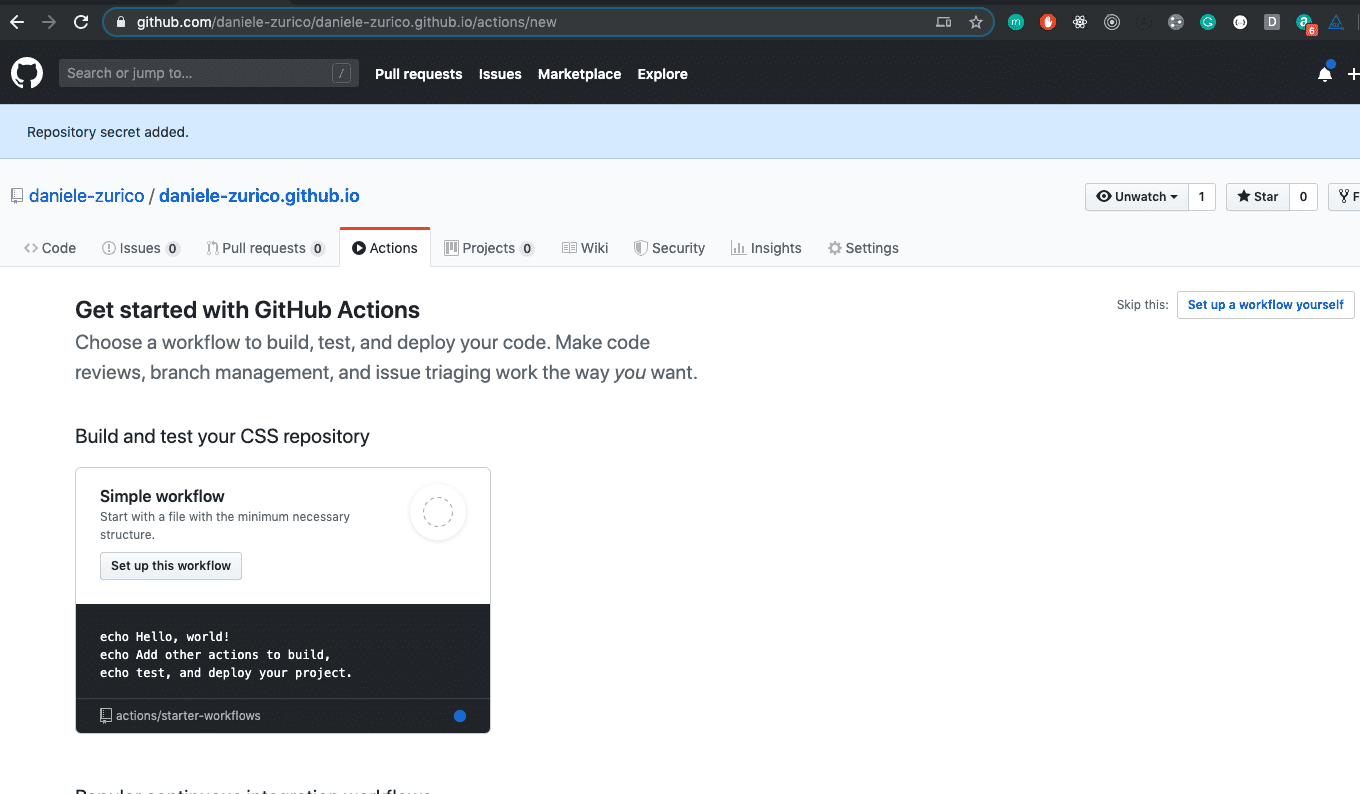 github.com/daniele-zurico/daniele-zurico.github.io/actions/new
m
D
6
Search or jump to...
/
Pull requests
Issues
Marketplace
Explore
Repository secret added.
daniele-zurico / daniele-zurico.github.io
Unwatch
1
Star
0
F
Code
Issues 0
Pull requests 0
Actions
Projects 0
Wiki
Security
Insights
Settings
Get started with GitHub Actions
Skip this:
Set up a workflow yourself
Choose a workflow to build, test, and deploy your code. Make code
reviews, branch management, and issue triaging work the way you want.
Build and test your CSS repository
Simple workflow
Start with a file with the minimum necessary
structure.
Set up this workflow
echo Hello, world!
echo Add other actions to build,
echo test, and deploy your project.
actions/starter-workflows
Popular continuous integration workflows